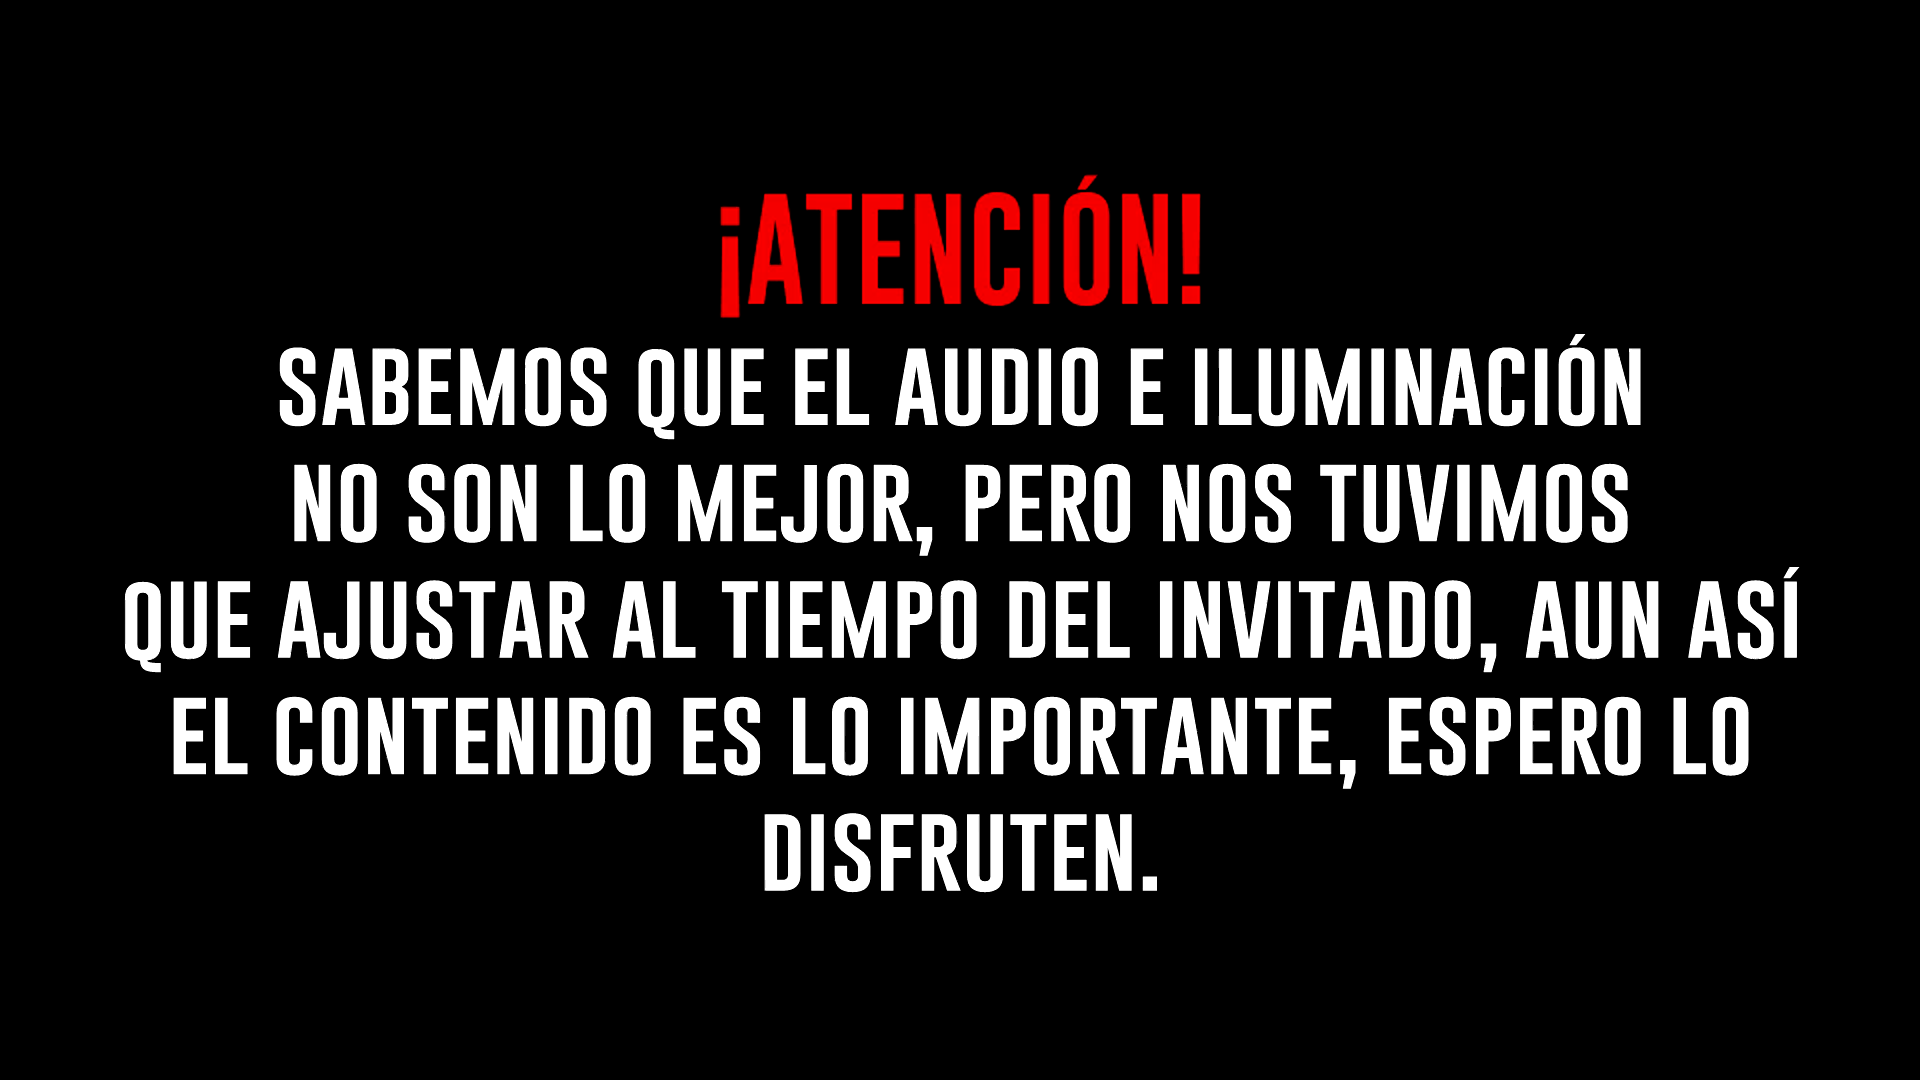 ¡ATENCIÓN!
SABEMOS QUE EL AUDIO E ILUMINACIÓN
NO SON LO MEJOR, PERO NOS TUVIMOS
QUE AJUSTAR AL TIEMPO DEL INVITADO, AUN ASÍ
EL CONTENIDO ES LO IMPORTANTE, ESPERO LO
DISFRUTEN.